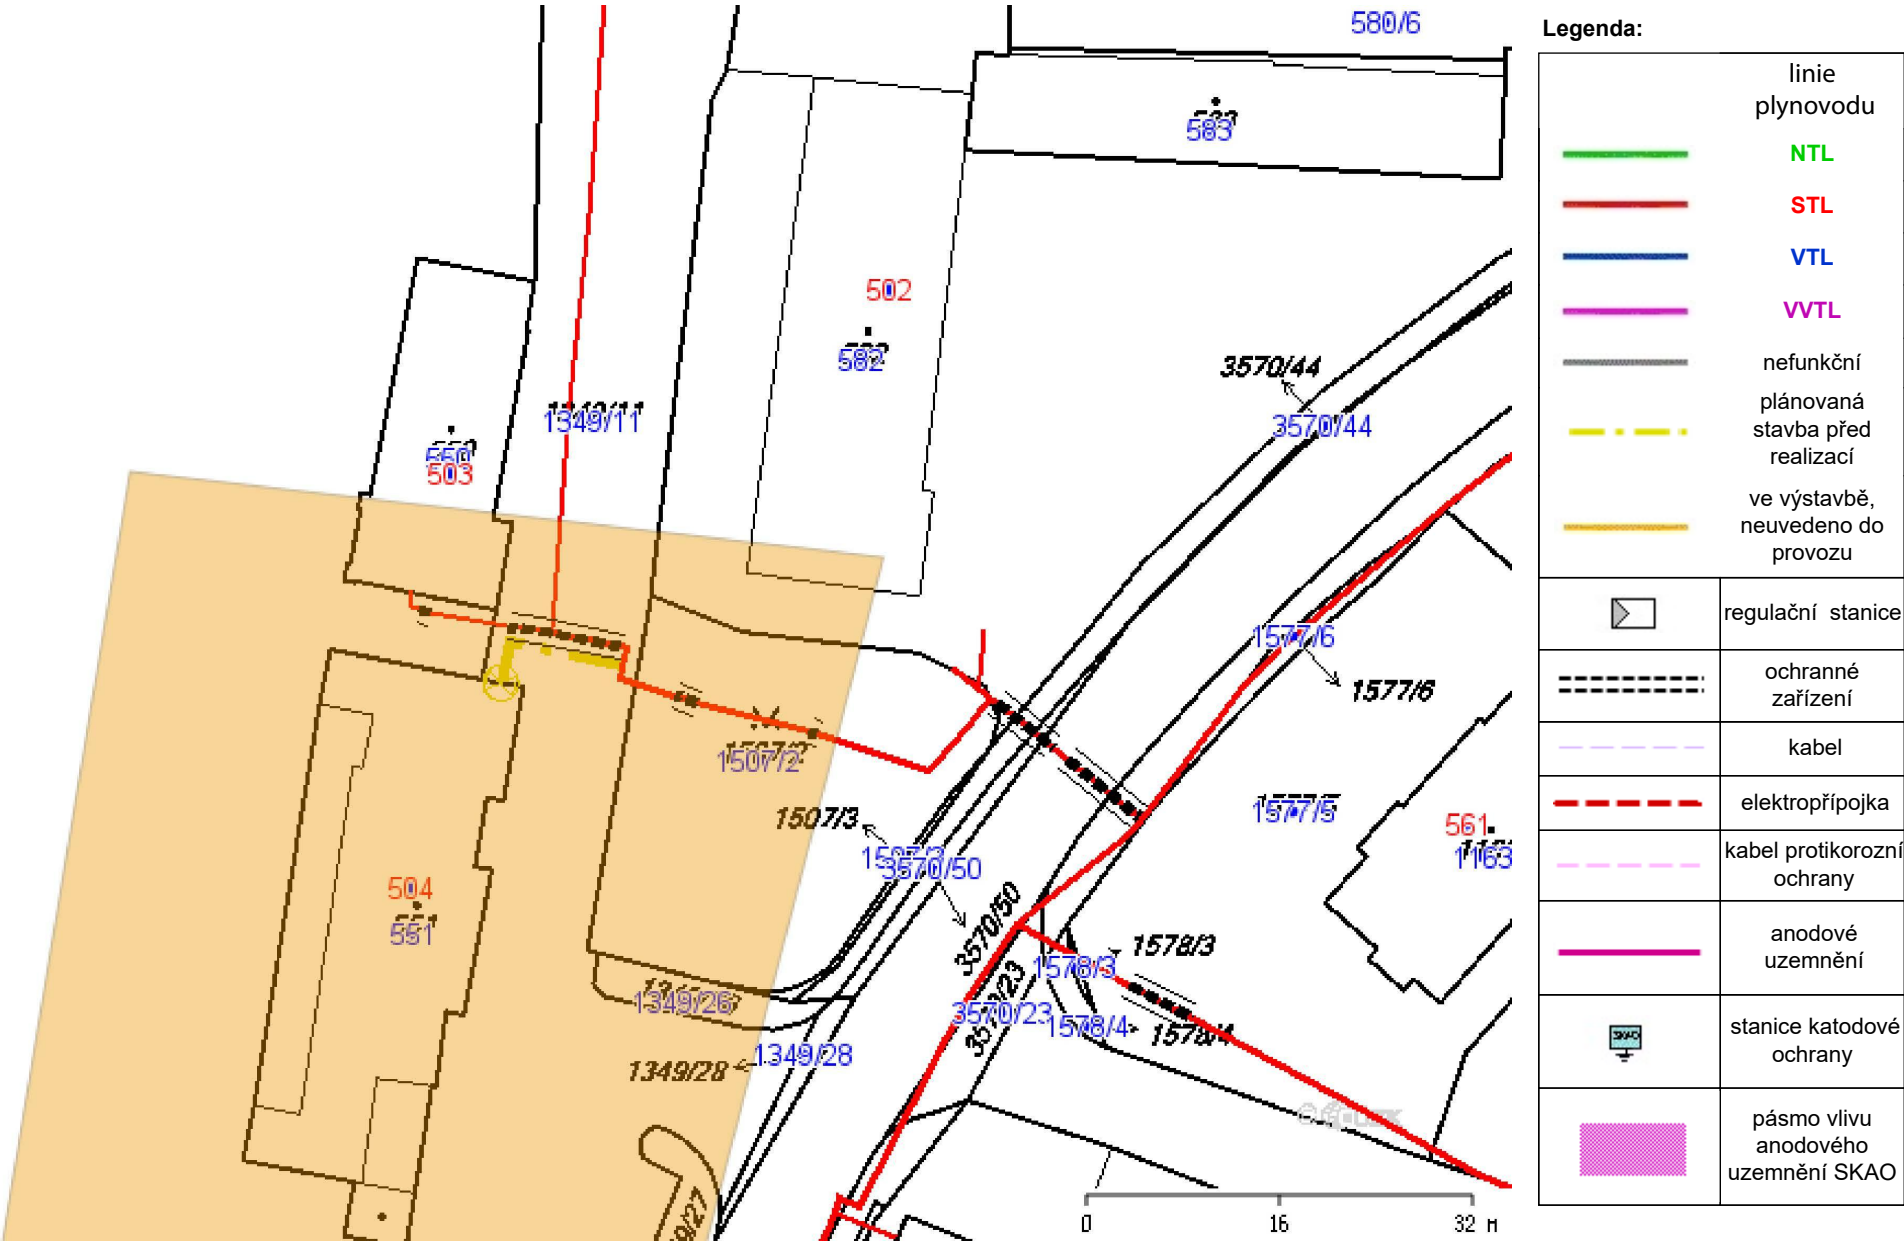 580/6
583
502
582
1349/11
503
3570/44
3570/44
1577/6
1577/6
1507/2
1507/3
3570/50
3570/50
1577/5
561
1163
504
551
1578/3
1578/3
1349/26
3570/23
3570/23
1578/4
1578/4
1349/28
1349/28
0 16 32 M
Legenda:
linie
plynovodu
NTL
STL
VTL
VVTL
nefunkční
plánovaná
stavba před
realizací
ve výstavbě,
neuvedeno do
provozu
regulační stanice
ochranné
zařízení
kabel
elektropřípojka
kabel protikorozní
ochrany
anodové
uzemnění
SKAO
stanice katodové
ochrany
pásmo vlivu
anodového
uzemnění SKAO